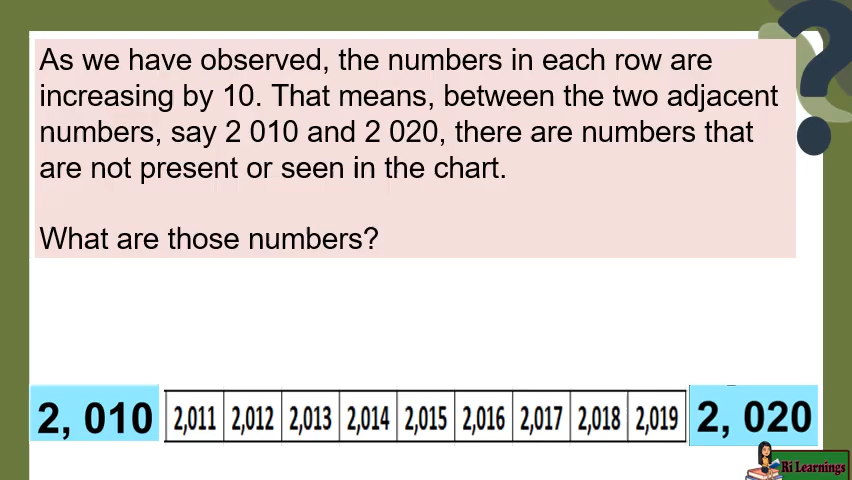 As we have observed, the numbers in each row are
increasing by 10. That means, between the two adjacent
numbers, say 2 010 and 2 020, there are numbers that
are not present or seen in the chart.
What are those numbers?
2, 010 2,011 2,012 2,013 2,014 2,015 2,016 2,017 2,018 2,019 2, 020
Ri Learnings